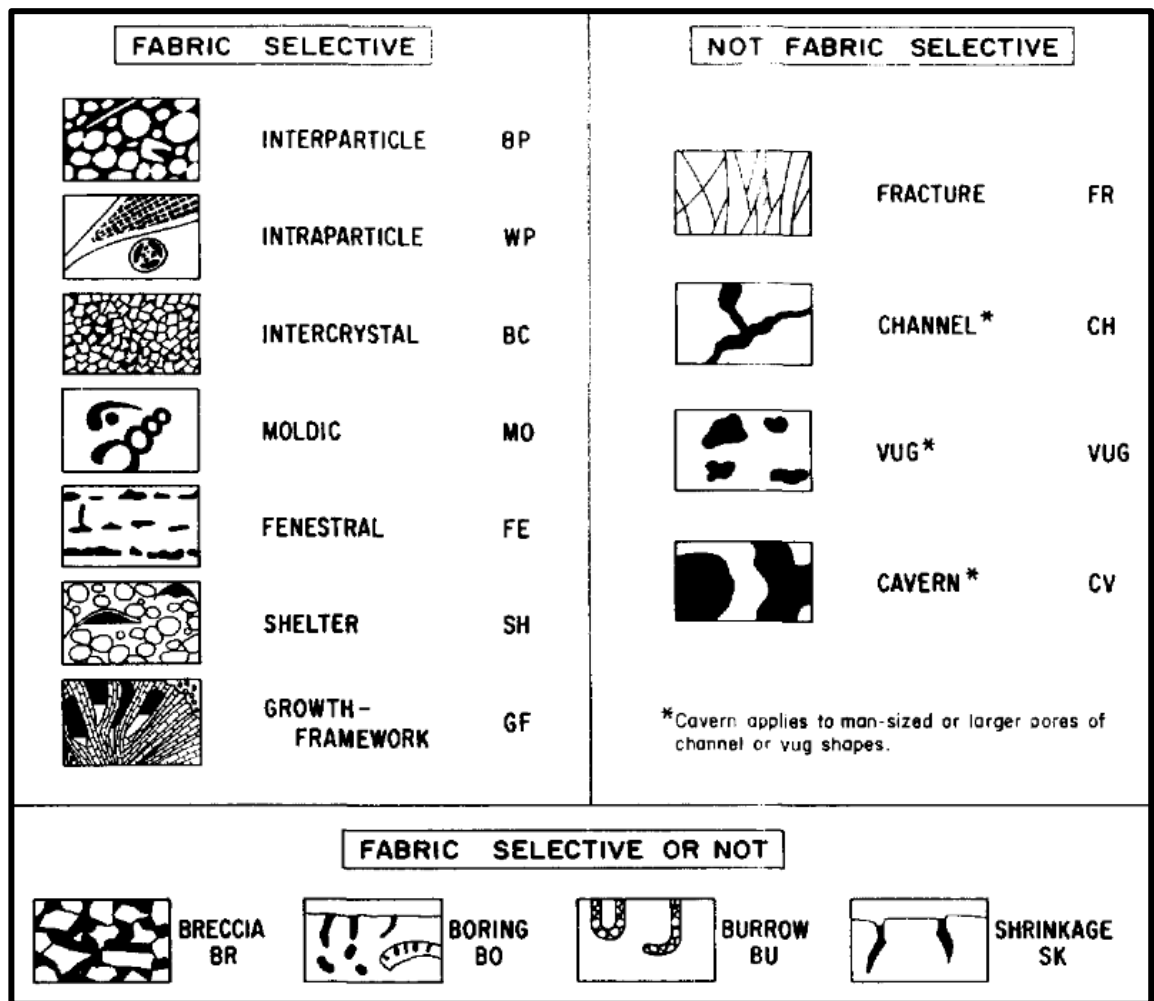 FABRIC SELECTIVE
INTERPARTICLE BP
INTRAPARTICLE WP
INTERCRYSTAL BC
MOLDIC MO
FENESTRAL FE
SHELTER SH
GROWTH-
FRAMEWORK GF
NOT FABRIC SELECTIVE
FRACTURE FR
CHANNEL* CH
VUG* VUG
CAVERN* CV
*Cavern applies to man-sized or larger pores of
channel or vug shapes.
FABRIC SELECTIVE OR NOT
BRECCIA
BR
BORING
BO
BURROW
BU
SHRINKAGE
SK